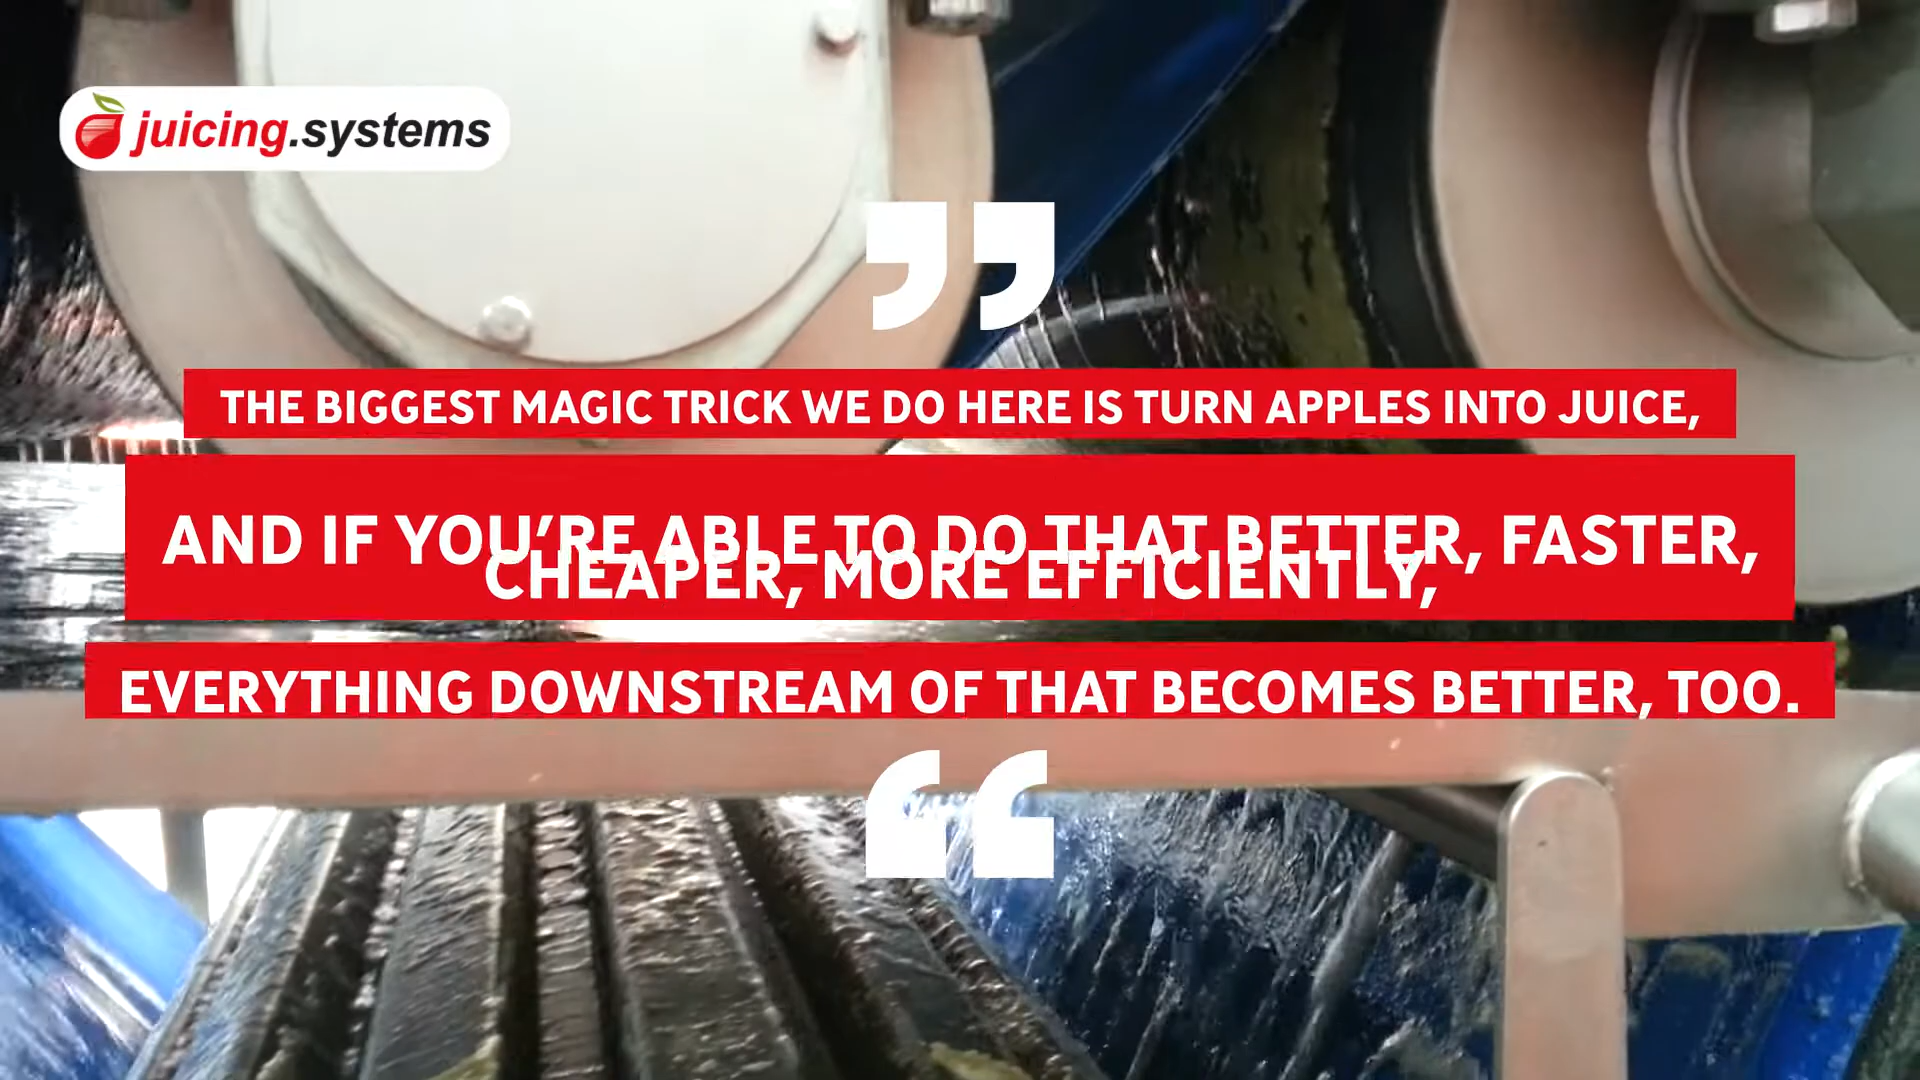 juicing.systems
”
THE BIGGEST MAGIC TRICK WE DO HERE IS TURN APPLES INTO JUICE,
AND IF YOU’RE ABLE TO DO THAT BETTER, FASTER,
CHEAPER, MORE EFFICIENTLY,
EVERYTHING DOWNSTREAM OF THAT BECOMES BETTER, TOO.
“